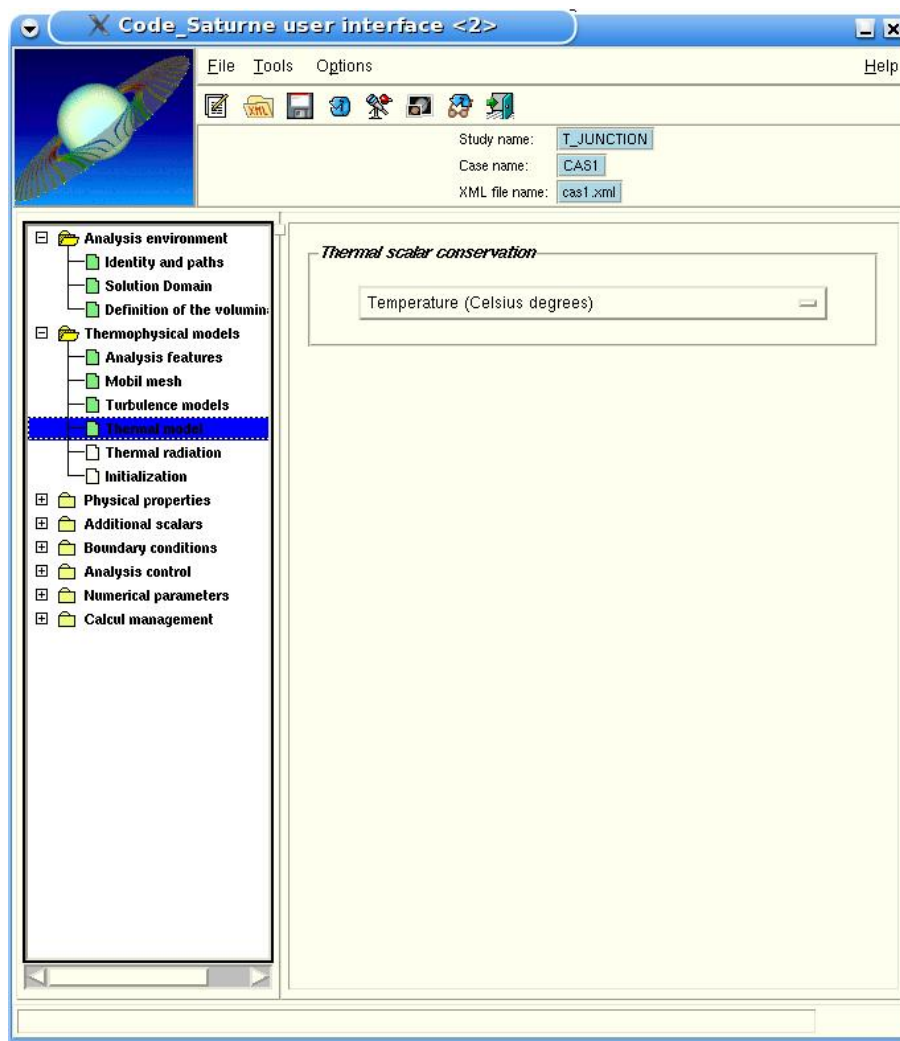 Code_Saturne user interface <2>
File Tools Options Help
Study name: T_JUNCTION
Case name: CAS1
XML file name: cas1.xml
Analysis environment
Identity and paths
Solution Domain
Definition of the volumin
Thermophysical models
Analysis features
Mobil mesh
Turbulence models
Thermal model
Thermal radiation
Initialization
Physical properties
Additional scalars
Boundary conditions
Analysis control
Numerical parameters
Calcul management
Thermal scalar conservation
Temperature (Celsius degrees)